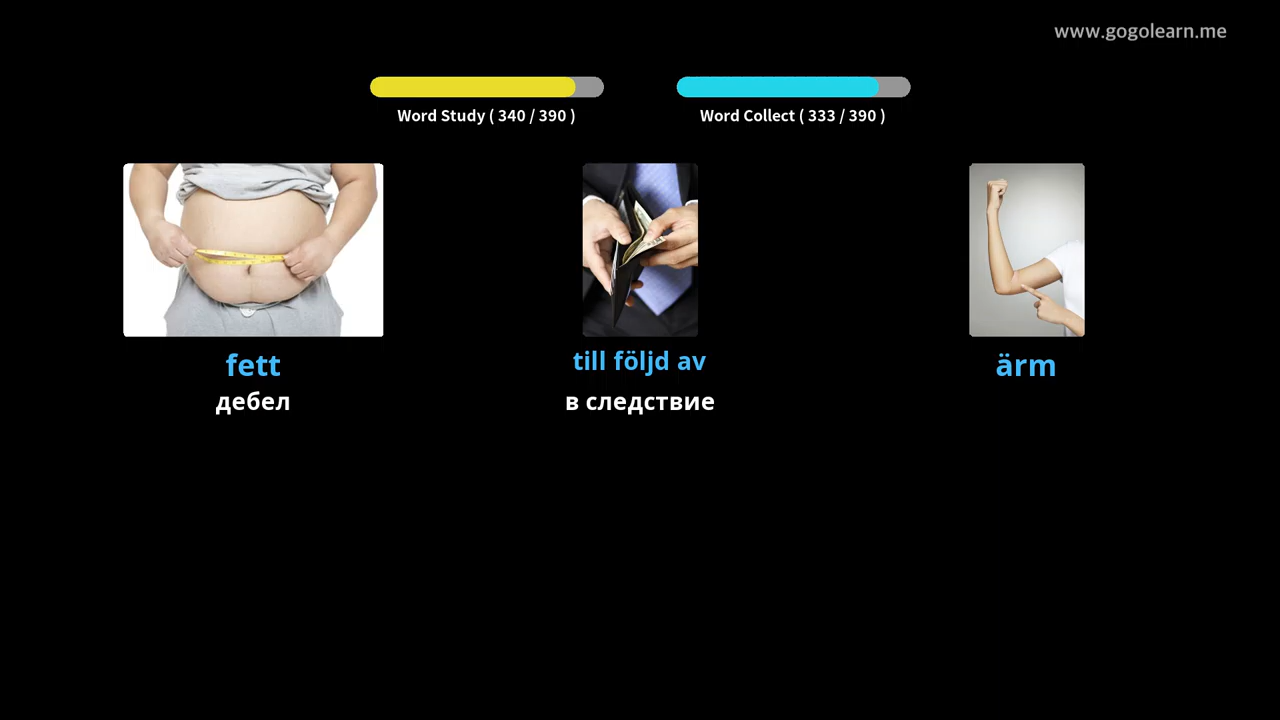 www.gogolearn.me
Word Study ( 340 / 390 )
Word Collect ( 333 / 390 )
fett
till följd av
ärm
дебел
в следствие